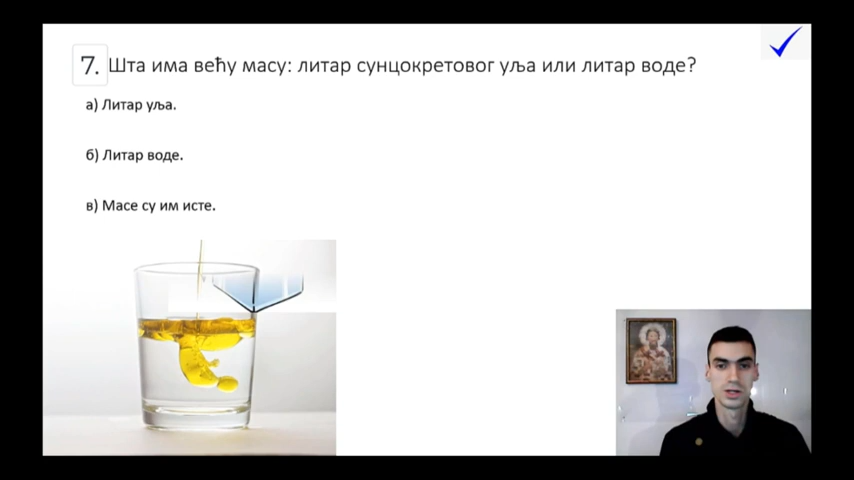 7. Шта има већу масу: литар сунцокретовог уља или литар воде?
а) Литар уља.
б) Литар воде.
в) Масе су им исте.